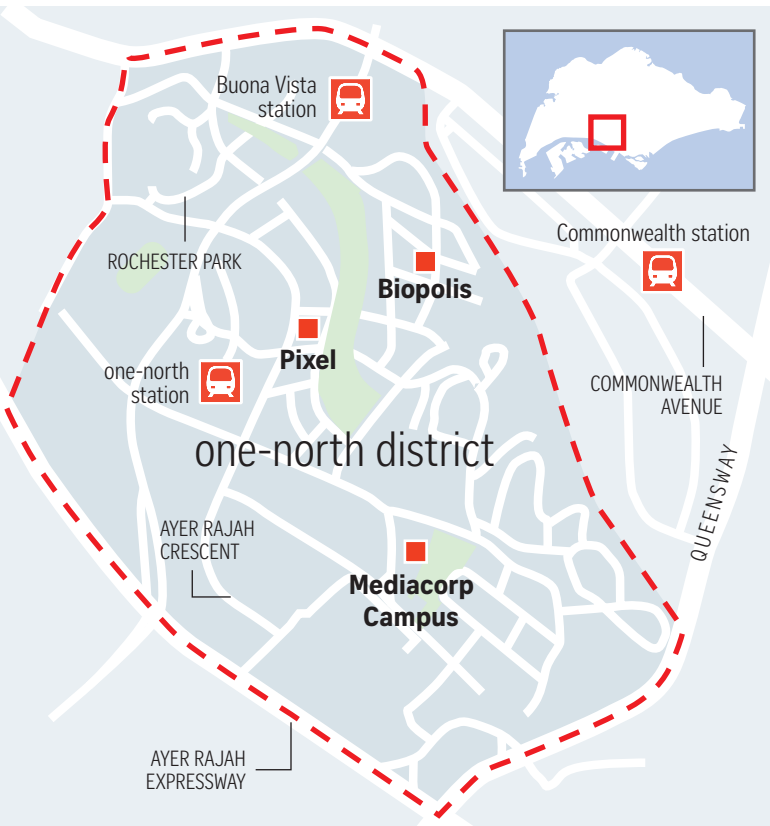 Buona Vista
station
Commonwealth station
ROCHESTER PARK
Biopolis
Pixel
one-north
station
COMMONWEALTH
AVENUE
one-north district
QUEENSWAY
AYER RAJAH
CRESCENT
Mediacorp
Campus
AYER RAJAH
EXPRESSWAY